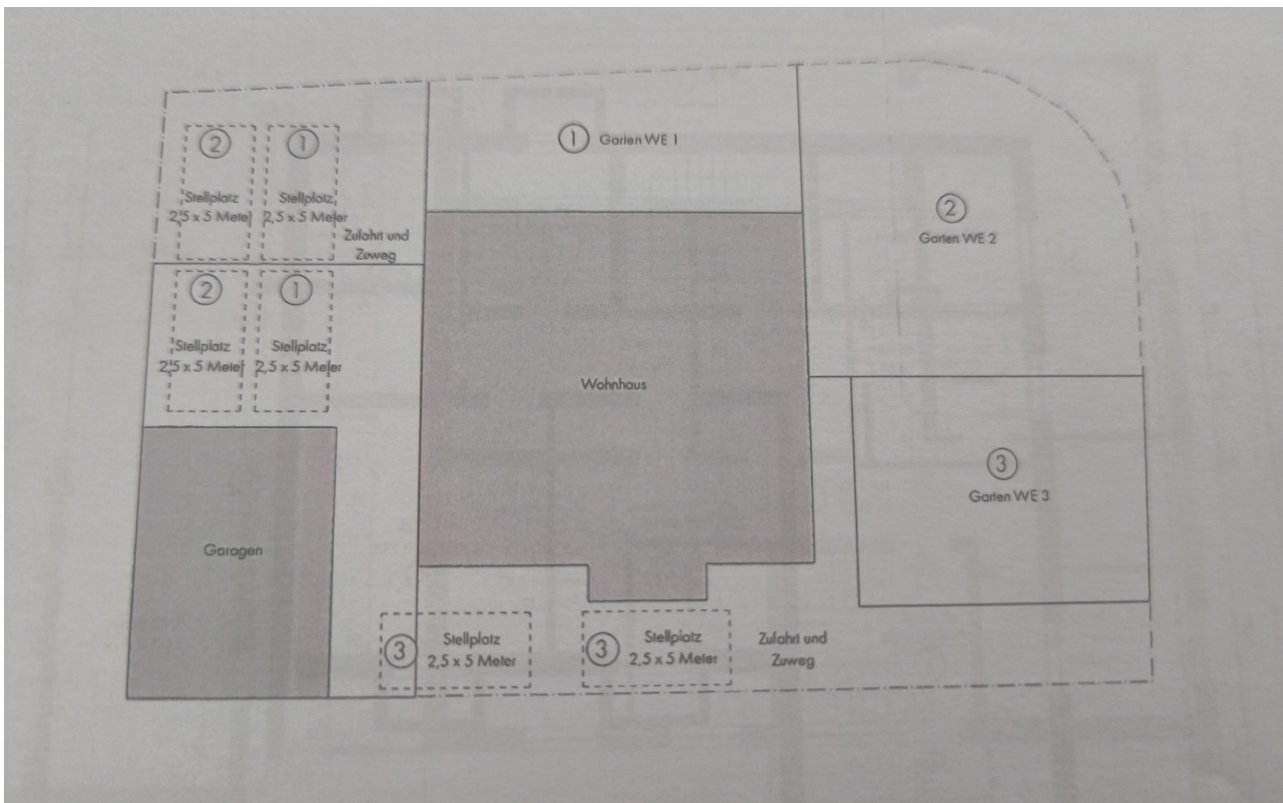 2
1
Stellplatz
2,5 x 5 Meter
Stellplatz
2,5 x 5 Meter
Zufahrt und
Zuweg
1 Garten WE 1
2
Garten WE 2
2
1
Stellplatz
2,5 x 5 Meter
Stellplatz
2,5 x 5 Meter
Wohnhaus
3
Garten WE 3
Garagen
3
Stellplatz
2,5 x 5 Meter
3
Stellplatz
2,5 x 5 Meter
Zufahrt und
Zuweg